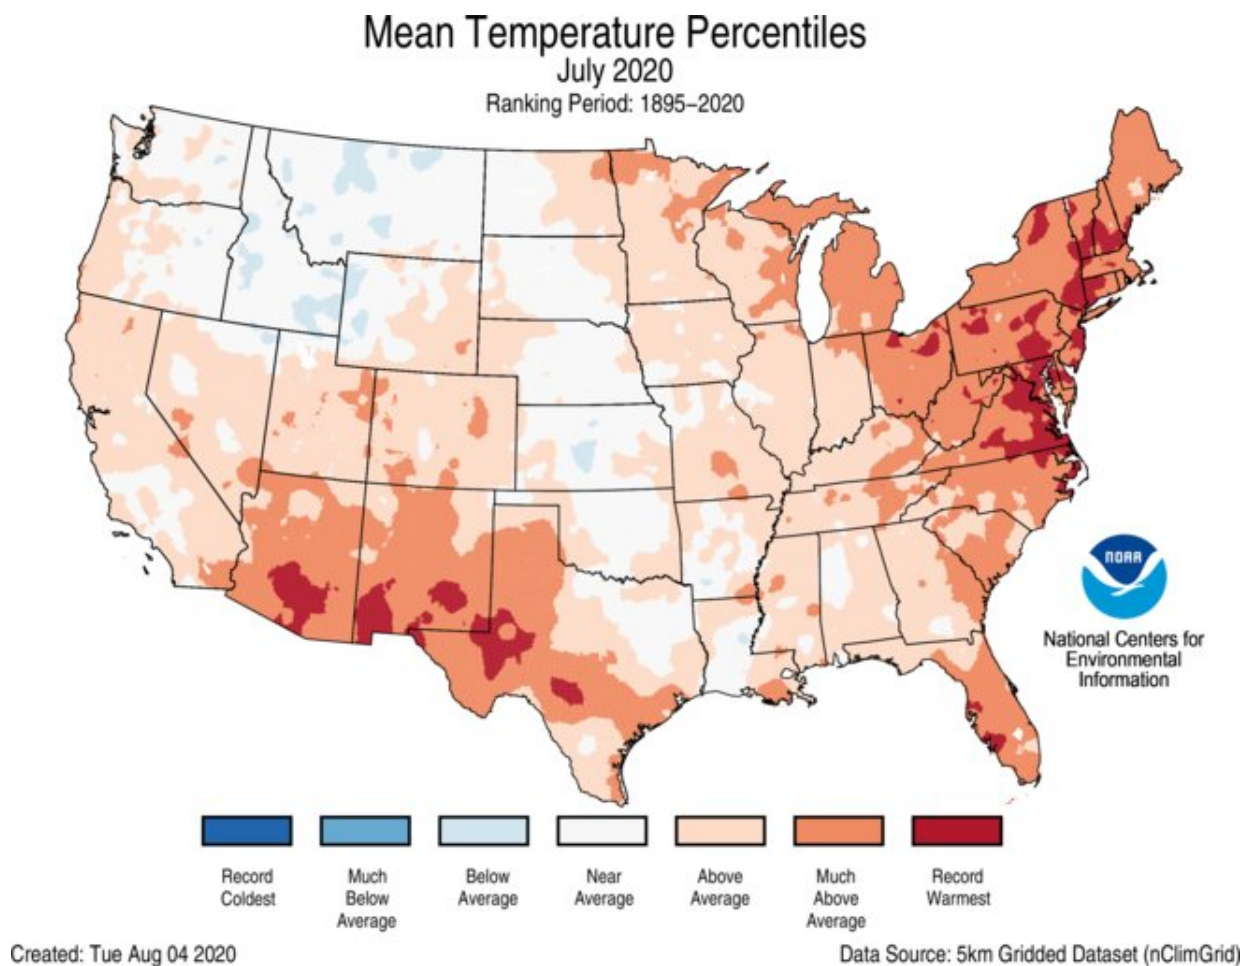 Mean Temperature Percentiles
July 2020
Ranking Period: 1895–2020
NOAA
National Centers for
Environmental
Information
Record
Coldest
Much
Below
Average
Below
Average
Near
Average
Above
Average
Much
Above
Average
Record
Warmest
Created: Tue Aug 04 2020
Data Source: 5km Gridded Dataset (nClimGrid)